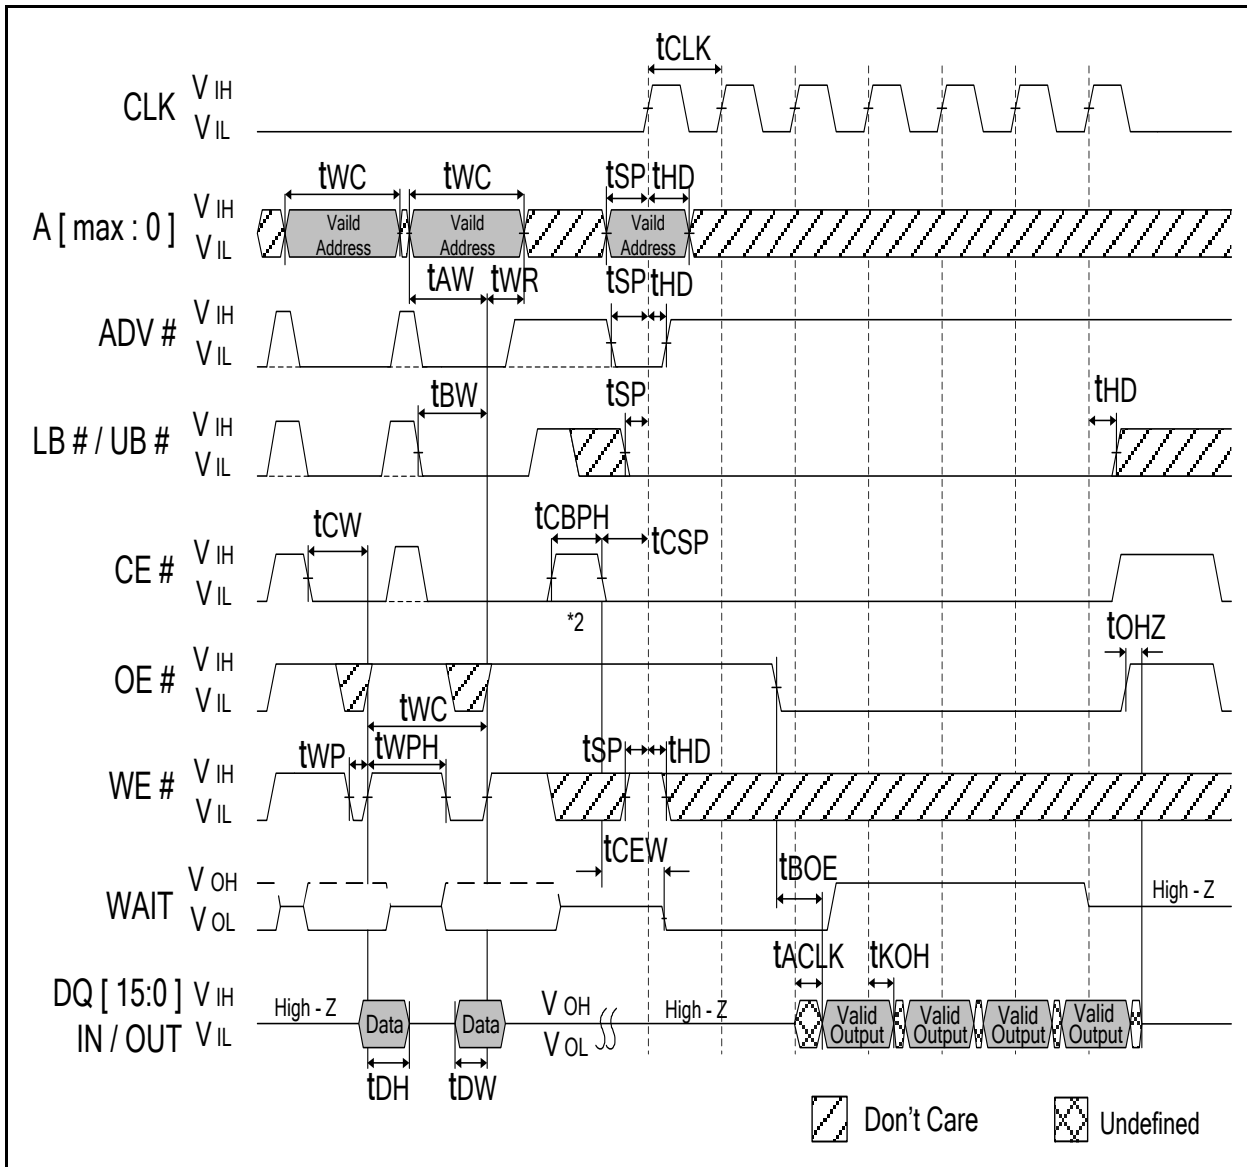 tCLK
CLK V IH
V IL
tWC tWC tSP tHD
A [ max : 0 ] V IH
V IL
Vaild Address Vaild Address Vaild Address
tAW tWR tSP tHD
ADV # V IH
V IL
tBW tSP tHD
LB # / UB # V IH
V IL
tCW tCBPH tCSP
CE # V IH
V IL
*2
tOHZ
OE # V IH
V IL
tWC
tWP tWPH tSP tHD
WE # V IH
V IL
tCEW tBOE
WAIT V OH
V OL
High - Z
tACLK tKOH
DQ [ 15:0 ] V IH
IN / OUT V IL
High - Z Data Data V OH High - Z
V OL
Valid Output Valid Output Valid Output Valid Output
tDH tDW
Don't Care Undefined